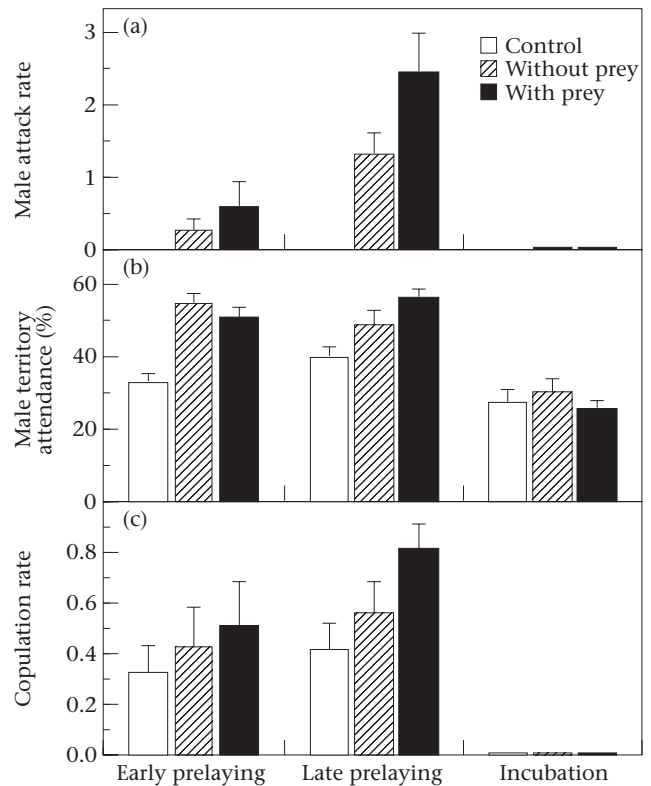 (a)
Control
Without prey
With prey
Male attack rate
3
2
1
0
(b)
Male territory
attendance (%)
60
40
20
0
(c)
Copulation rate
0.8
0.6
0.4
0.2
0.0
Early prelaying Late prelaying Incubation